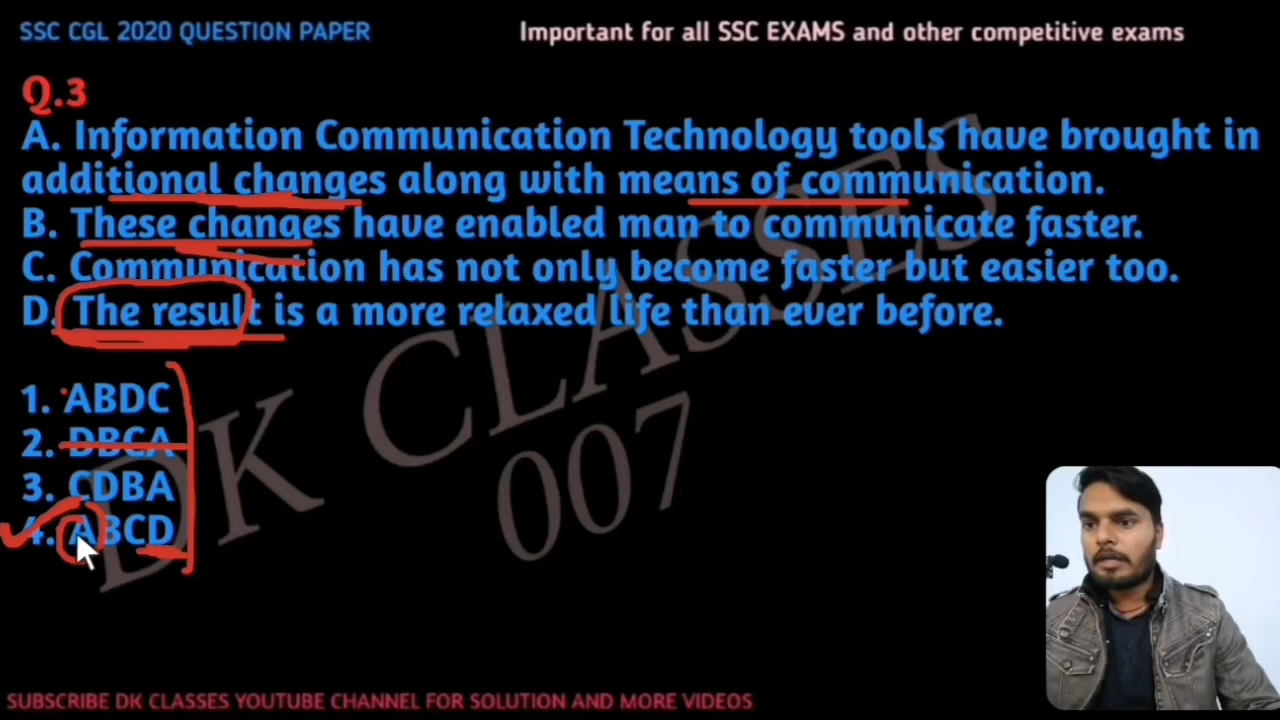 SSC CGL 2020 QUESTION PAPER
Important for all SSC EXAMS and other competitive exams
Q.3
A. Information Communication Technology tools have brought in
additional changes along with means of communication.
B. These changes have enabled man to communicate faster.
C. Communication has not only become faster but easier too.
D. The result is a more relaxed life than ever before.
1. ABDC
2. DBCA
3. CDBA
4. ABCD
DK CLASSES
007
SUBSCRIBE DK CLASSES YOUTUBE CHANNEL FOR SOLUTION AND MORE VIDEOS